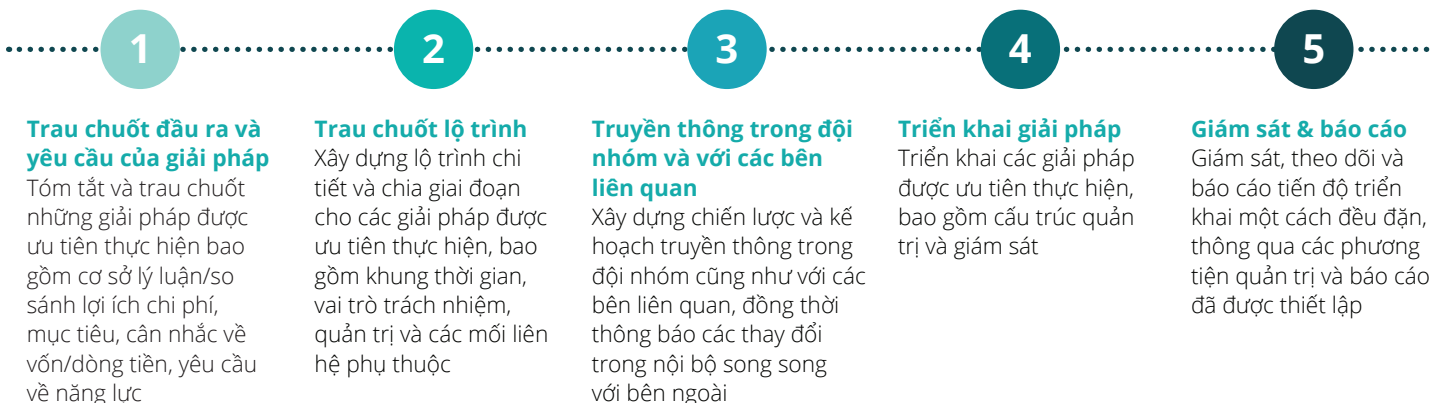 1
Trau chuốt đầu ra và
yêu cầu của giải pháp
Tóm tắt và trau chuốt
những giải pháp được
ưu tiên thực hiện bao
gồm cơ sở lý luận/so
sánh lợi ích chi phí,
mục tiêu, cân nhắc về
vốn/dòng tiền, yêu cầu
về năng lực
2
Trau chuốt lộ trình
Xây dựng lộ trình chi
tiết và chia giai đoạn
cho các giải pháp được
ưu tiên thực hiện, bao
gồm khung thời gian,
vai trò trách nhiệm,
quản trị và các mối liên
hệ phụ thuộc
3
Truyền thông trong đội
nhóm và với các bên
liên quan
Xây dựng chiến lược và kế
hoạch truyền thông trong
đội nhóm cũng như với các
bên liên quan, đồng thời
thông báo các thay đổi
trong nội bộ song song
với bên ngoài
4
Triển khai giải pháp
Triển khai các giải pháp
được ưu tiên thực hiện,
bao gồm cấu trúc quản
trị và giám sát
5
Giám sát & báo cáo
Giám sát, theo dõi và
báo cáo tiến độ triển
khai một cách đều đặn,
thông qua các phương
tiện quản trị và báo cáo
đã được thiết lập